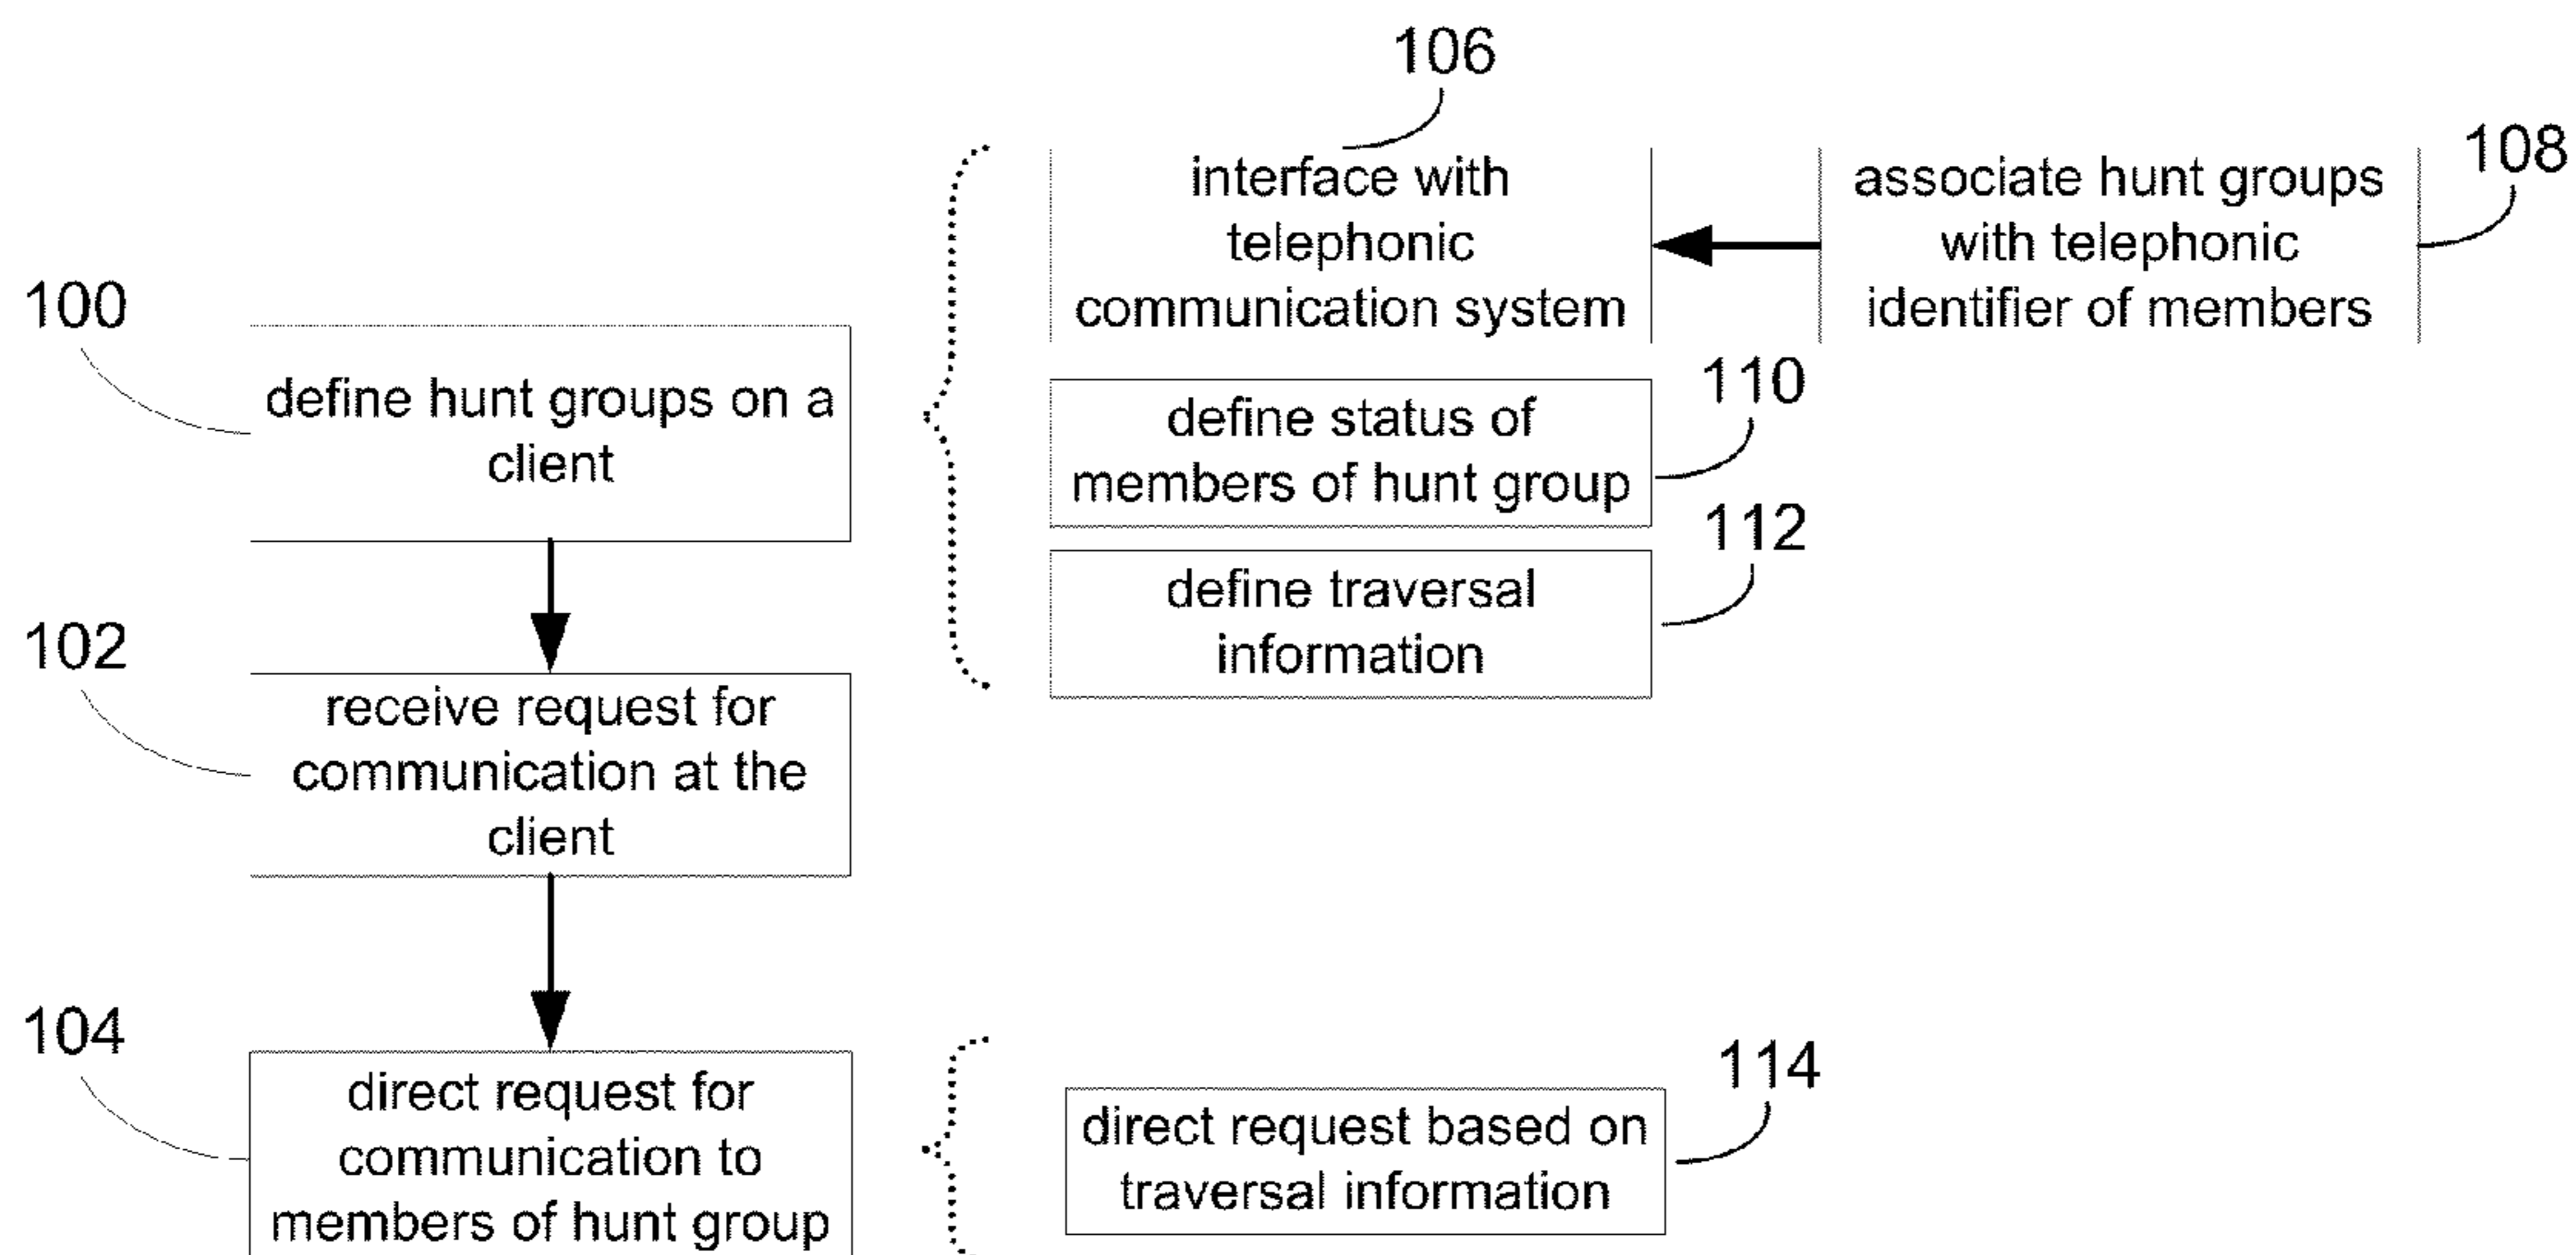 106
interface with
telephonic
communication system
108
associate hunt groups
with telephonic
identifier of members
100
define hunt groups on a
client
110
define status of
members of hunt group
112
define traversal
information
102
receive request for
communication at the
client
104
direct request for
communication to
members of hunt group
114
direct request based on
traversal information